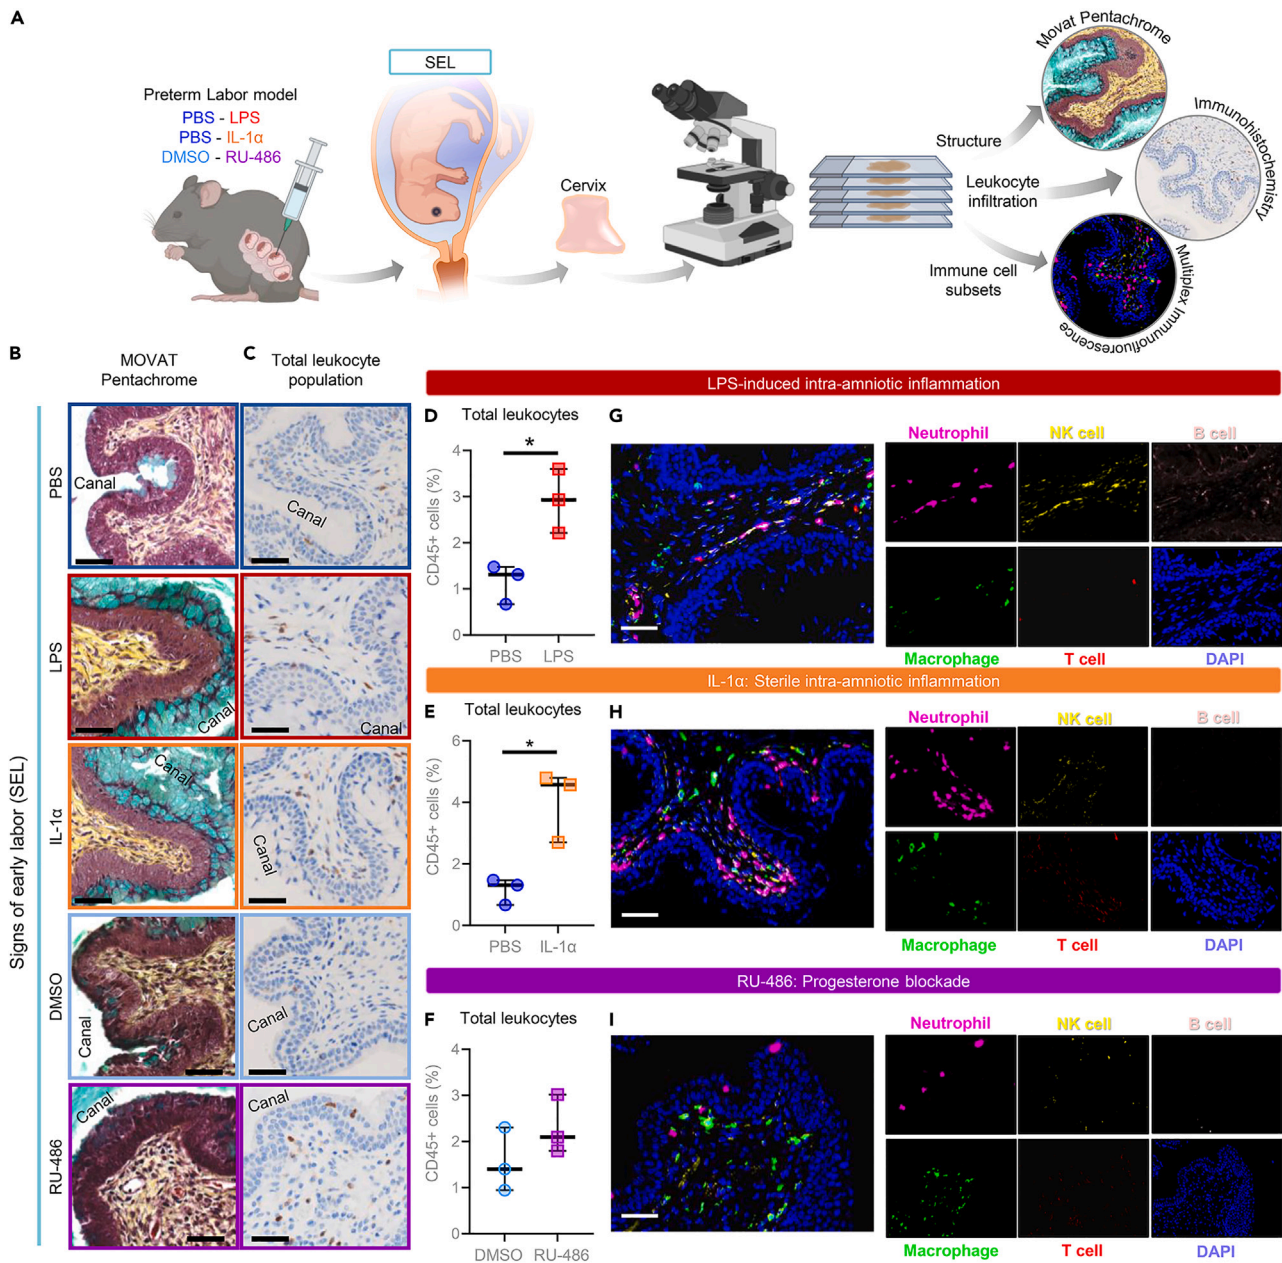 A
SEL
Preterm Labor model
PBS - LPS
PBS - IL-1α
DMSO - RU-486
Cervix
Structure
Leukocyte
infiltration
Immune cell
subsets
Movat Pentachrome
Immunohistochemistry
Multiplex Immunofluorescence
B
MOVAT
Pentachrome
C
Total leukocyte
population
Signs of early labor (SEL)
PBS
Canal
Canal
LPS
Canal
Canal
IL-1α
Canal
Canal
DMSO
Canal
Canal
RU-486
Canal
Canal
LPS-induced intra-amniotic inflammation
D
Total leukocytes
CD45+ cells (%)
4
3
2
1
0
*
PBS
LPS
G
Neutrophil
NK cell
B cell
Macrophage
T cell
DAPI
IL-1α: Sterile intra-amniotic inflammation
E
Total leukocytes
CD45+ cells (%)
6
4
2
0
*
PBS
IL-1α
H
Neutrophil
NK cell
B cell
Macrophage
T cell
DAPI
RU-486: Progesterone blockade
F
Total leukocytes
CD45+ cells (%)
4
3
2
1
0
DMSO
RU-486
I
Neutrophil
NK cell
B cell
Macrophage
T cell
DAPI